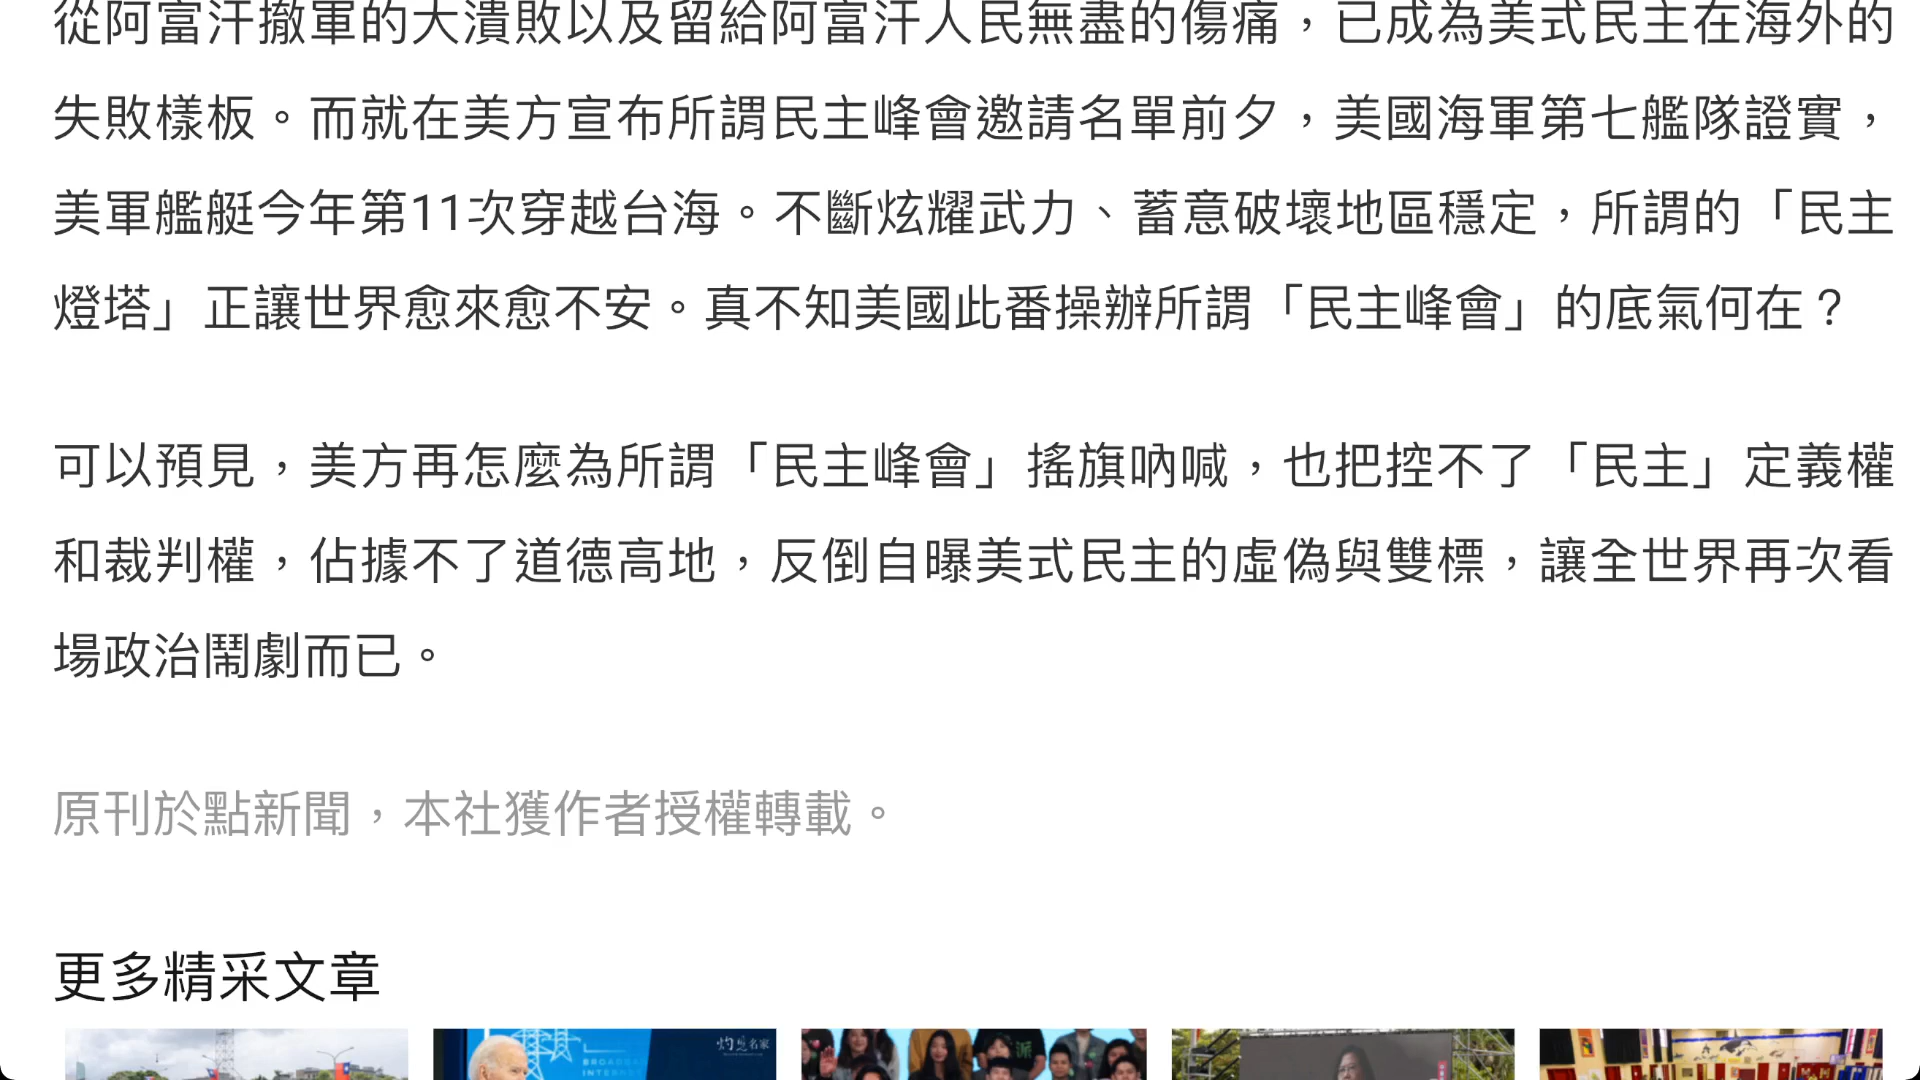 從阿富汗撤軍的大潰敗以及留給阿富汗人民無盡的傷痛，已成為美式民主在海外的
失敗樣板。而就在美方宣布所謂民主峰會邀請名單前夕，美國海軍第七艦隊證實，
美軍艦艇今年第11次穿越台海。不斷炫耀武力、蓄意破壞地區穩定，所謂的「民主
燈塔」正讓世界愈來愈不安。真不知美國此番操辦所謂「民主峰會」的底氣何在？
可以預見，美方再怎麼為所謂「民主峰會」搖旗吶喊，也把控不了「民主」定義權
和裁判權，佔據不了道德高地，反倒自曝美式民主的虛偽與雙標，讓全世界再次看
場政治鬧劇而已。
原刊於點新聞，本社獲作者授權轉載。
更多精采文章
灼見名家
派